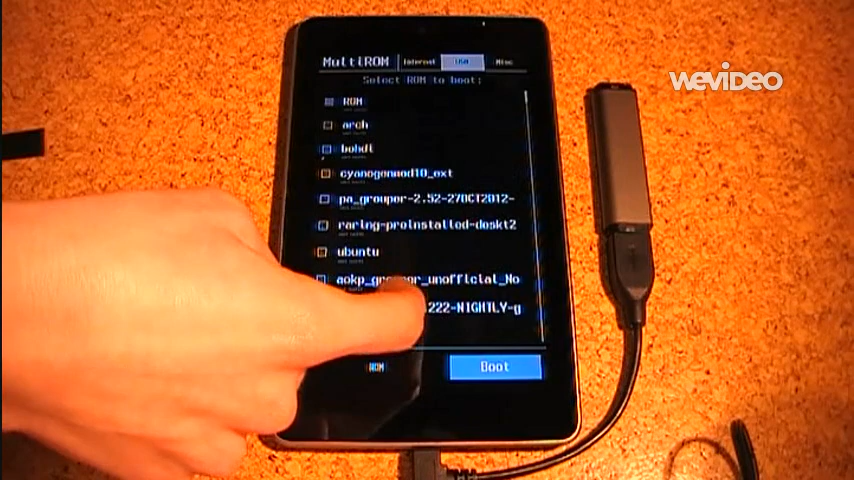 WeVideo
MultiROM Internal USB Misc
Select ROM to boot:
ROM
arch
bohdi
cyanogenmod10_ext
pa_grouper-2.52-27OCT2012-
raring-preinstalled-deskt2
ubuntu
aokp_grouper_unofficial_No
222-NIGHTLY-g
Boot